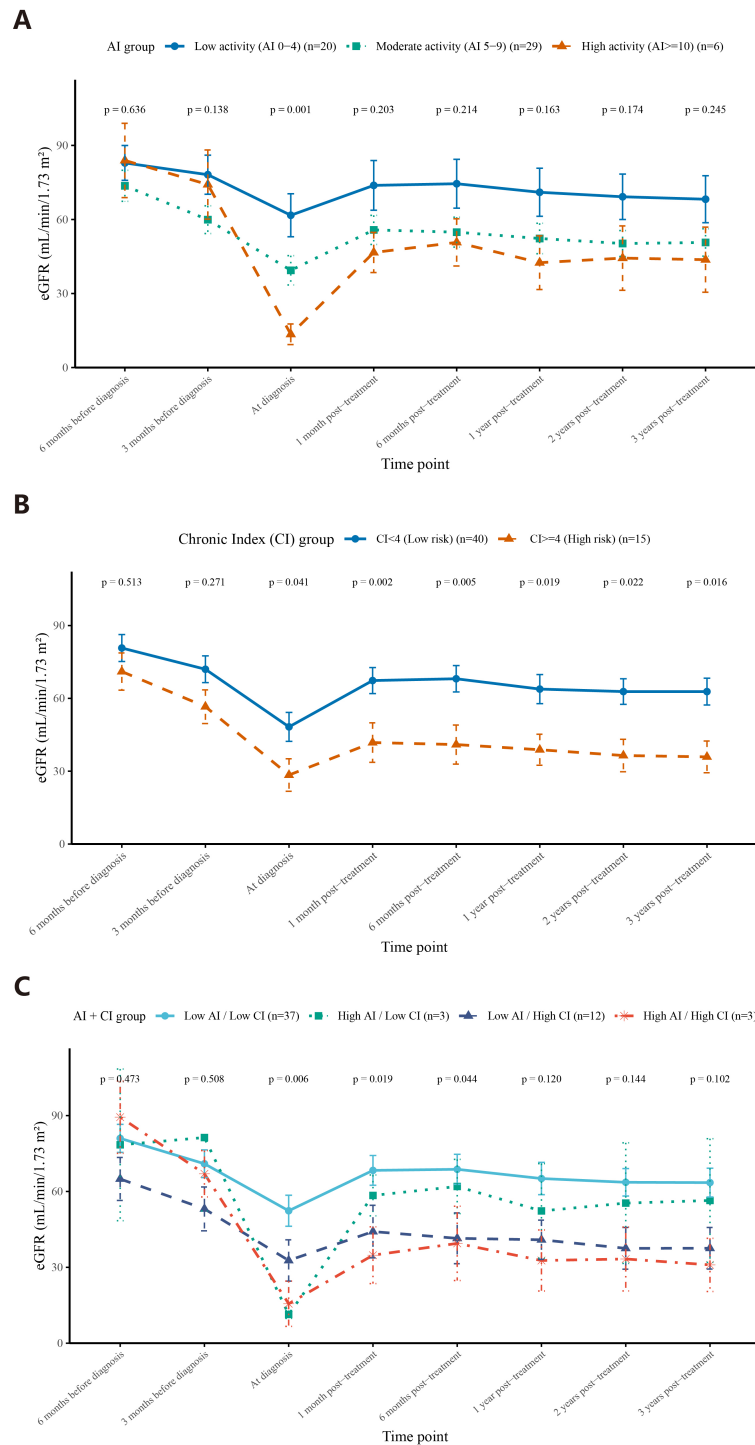 A
AI group Low activity (AI 0−4) (n=20) Moderate activity (AI 5−9) (n=29) High activity (AI>=10) (n=6)
p = 0.636 p = 0.138 p = 0.001 p = 0.203 p = 0.214 p = 0.163 p = 0.174 p = 0.245
eGFR (mL/min/1.73 m²)
90
60
30
0
6 months before diagnosis
3 months before diagnosis
At diagnosis
1 month post−treatment
6 months post−treatment
1 year post−treatment
2 years post−treatment
3 years post−treatment
Time point
B
Chronic Index (CI) group CI<4 (Low risk) (n=40) CI>=4 (High risk) (n=15)
p = 0.513 p = 0.271 p = 0.041 p = 0.002 p = 0.005 p = 0.019 p = 0.022 p = 0.016
eGFR (mL/min/1.73 m²)
90
60
30
0
6 months before diagnosis
3 months before diagnosis
At diagnosis
1 month post−treatment
6 months post−treatment
1 year post−treatment
2 years post−treatment
3 years post−treatment
Time point
C
AI + CI group Low AI / Low CI (n=37) High AI / Low CI (n=3) Low AI / High CI (n=12) High AI / High CI (n=3)
p = 0.473 p = 0.508 p = 0.006 p = 0.019 p = 0.044 p = 0.120 p = 0.144 p = 0.102
eGFR (mL/min/1.73 m²)
90
60
30
0
6 months before diagnosis
3 months before diagnosis
At diagnosis
1 month post−treatment
6 months post−treatment
1 year post−treatment
2 years post−treatment
3 years post−treatment
Time point